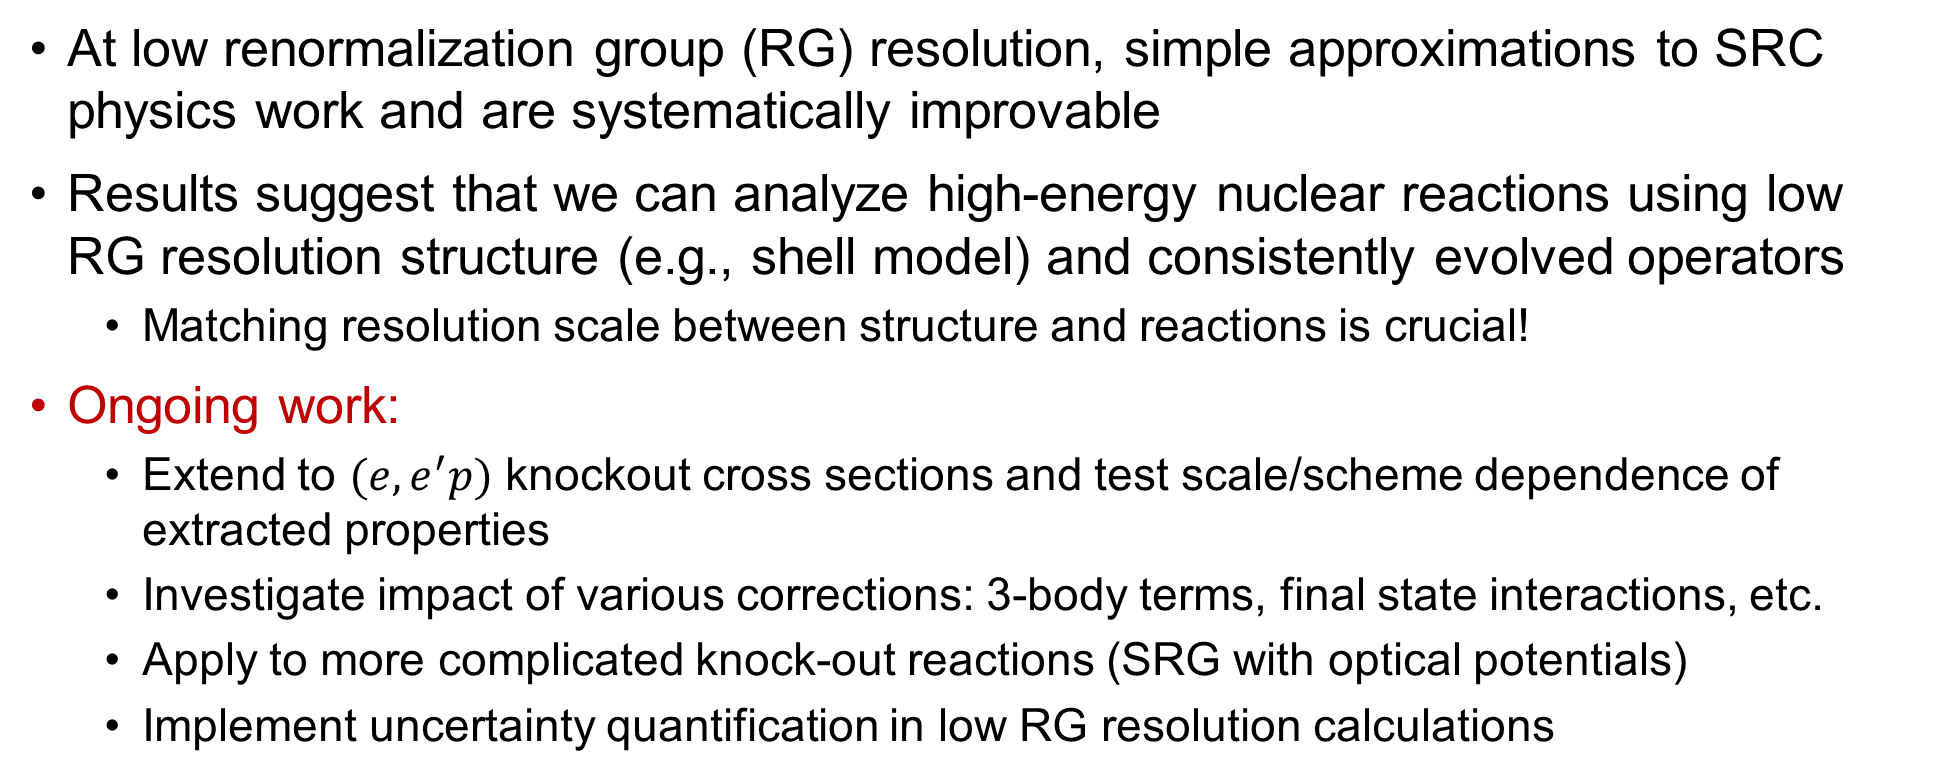 • At low renormalization group (RG) resolution, simple approximations to SRC
physics work and are systematically improvable
• Results suggest that we can analyze high-energy nuclear reactions using low
RG resolution structure (e.g., shell model) and consistently evolved operators
• Matching resolution scale between structure and reactions is crucial!
• Ongoing work:
• Extend to (e, e′p) knockout cross sections and test scale/scheme dependence of
extracted properties
• Investigate impact of various corrections: 3-body terms, final state interactions, etc.
• Apply to more complicated knock-out reactions (SRG with optical potentials)
• Implement uncertainty quantification in low RG resolution calculations